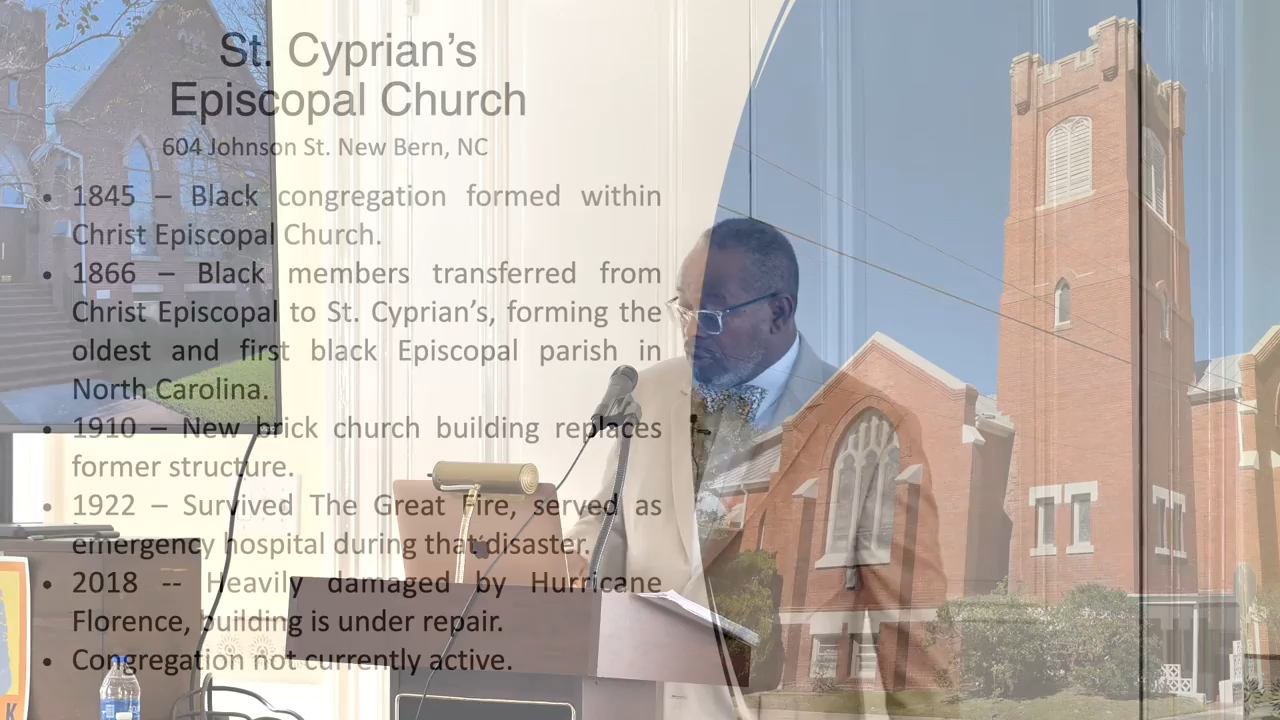 St. Cyprian’s
Episcopal Church
604 Johnson St. New Bern, NC
• 1845 – Black congregation formed within
Christ Episcopal Church.
• 1866 – Black members transferred from
Christ Episcopal to St. Cyprian’s, forming the
oldest and first black Episcopal parish in
North Carolina.
• 1910 – New brick church building replaces
former structure.
• 1922 – Survived The Great Fire, served as
emergency hospital during that disaster.
• 2018 -- Heavily damaged by Hurricane
Florence, building is under repair.
• Congregation not currently active.
K